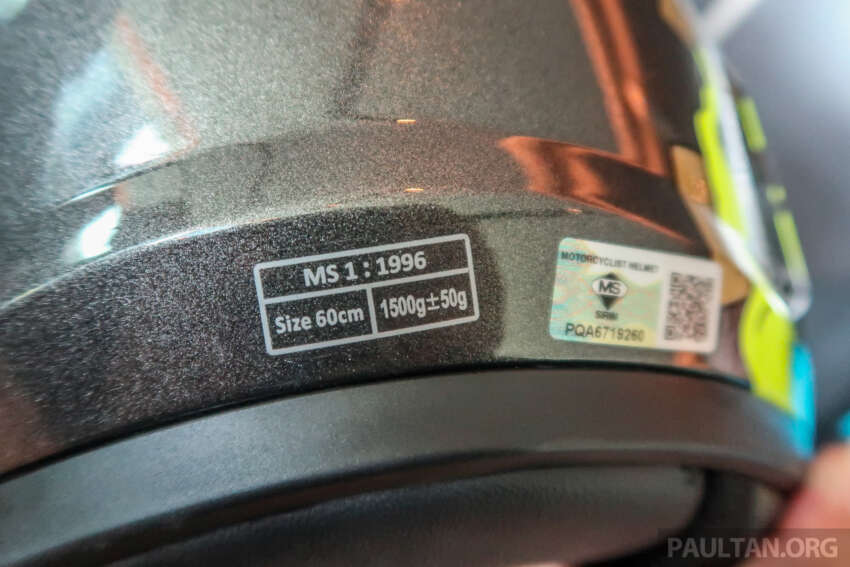 MS 1 : 1996
Size 60cm
1500g±50g
MOTORCYCLIST HELMET
MS
SIRIM
PQA6719260
PAULTAN.ORG